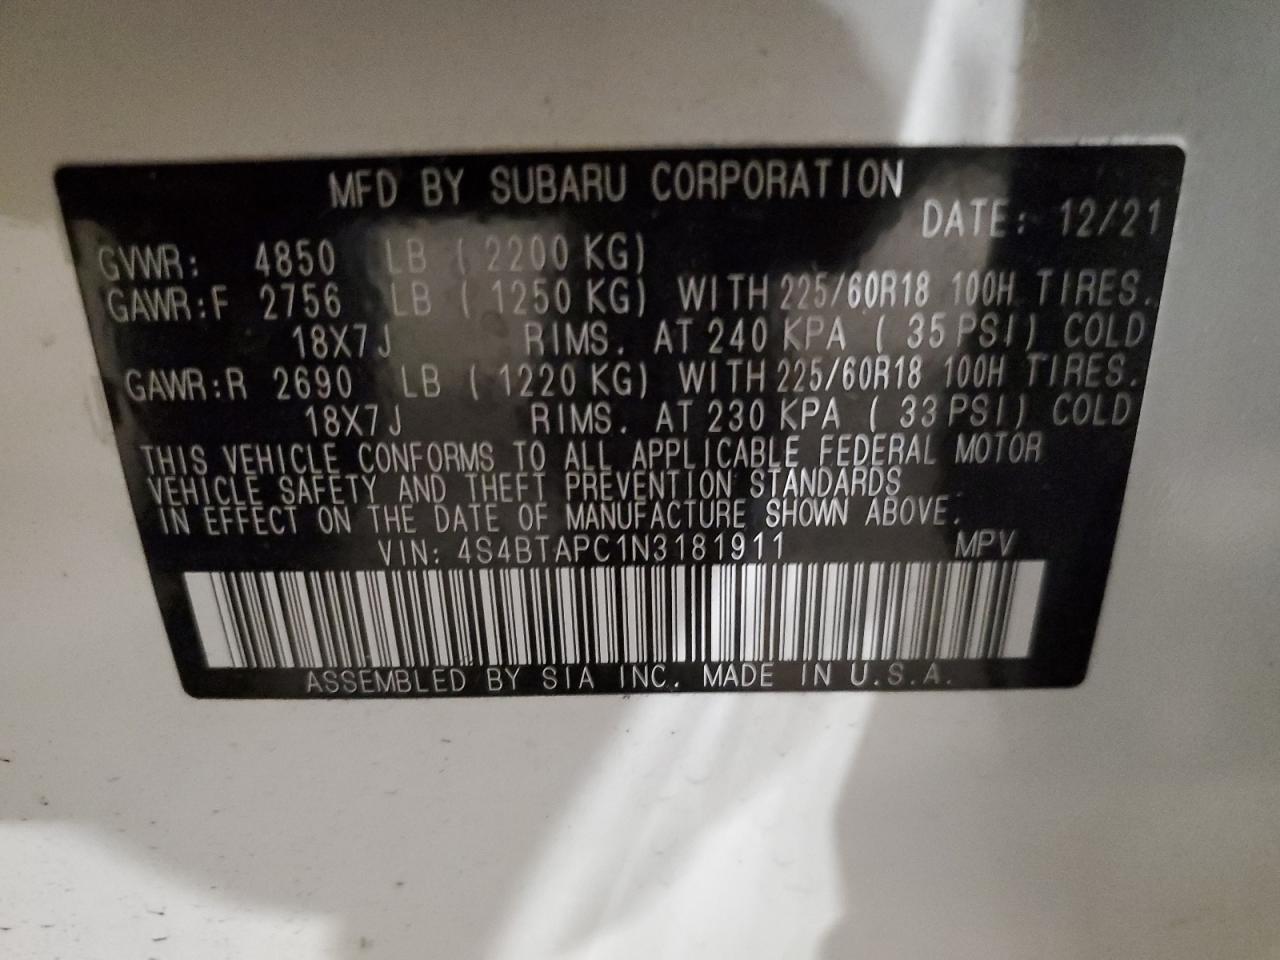 MFD BY SUBARU CORPORATION
DATE: 12/21
GVWR: 4850 LB ( 2200 KG)
GAWR:F 2756 LB ( 1250 KG) WITH 225/60R18 100H TIRES.
18X7J RIMS. AT 240 KPA ( 35 PSI) COLD
GAWR:R 2690 LB ( 1220 KG) WITH 225/60R18 100H TIRES.
18X7J RIMS. AT 230 KPA ( 33 PSI) COLD
THIS VEHICLE CONFORMS TO ALL APPLICABLE FEDERAL MOTOR
VEHICLE SAFETY AND THEFT PREVENTION STANDARDS
IN EFFECT ON THE DATE OF MANUFACTURE SHOWN ABOVE.
VIN: 4S4BTAPC1N3181911 MPV
ASSEMBLED BY SIA INC. MADE IN U.S.A.